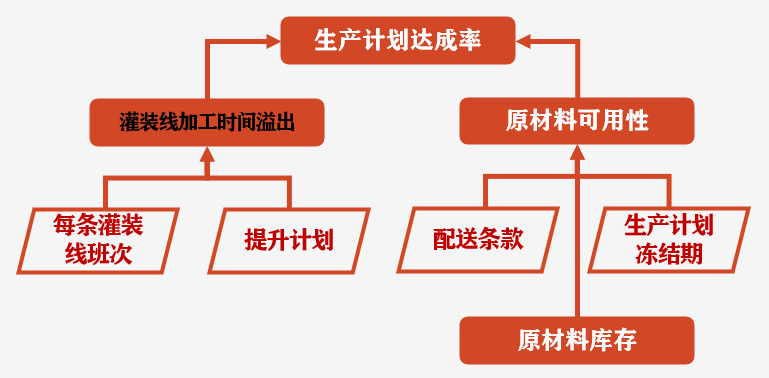 生产计划达成率
灌装线加工时间溢出
原材料可用性
每条灌装
线班次
提升计划
配送条款
生产计划
冻结期
原材料库存